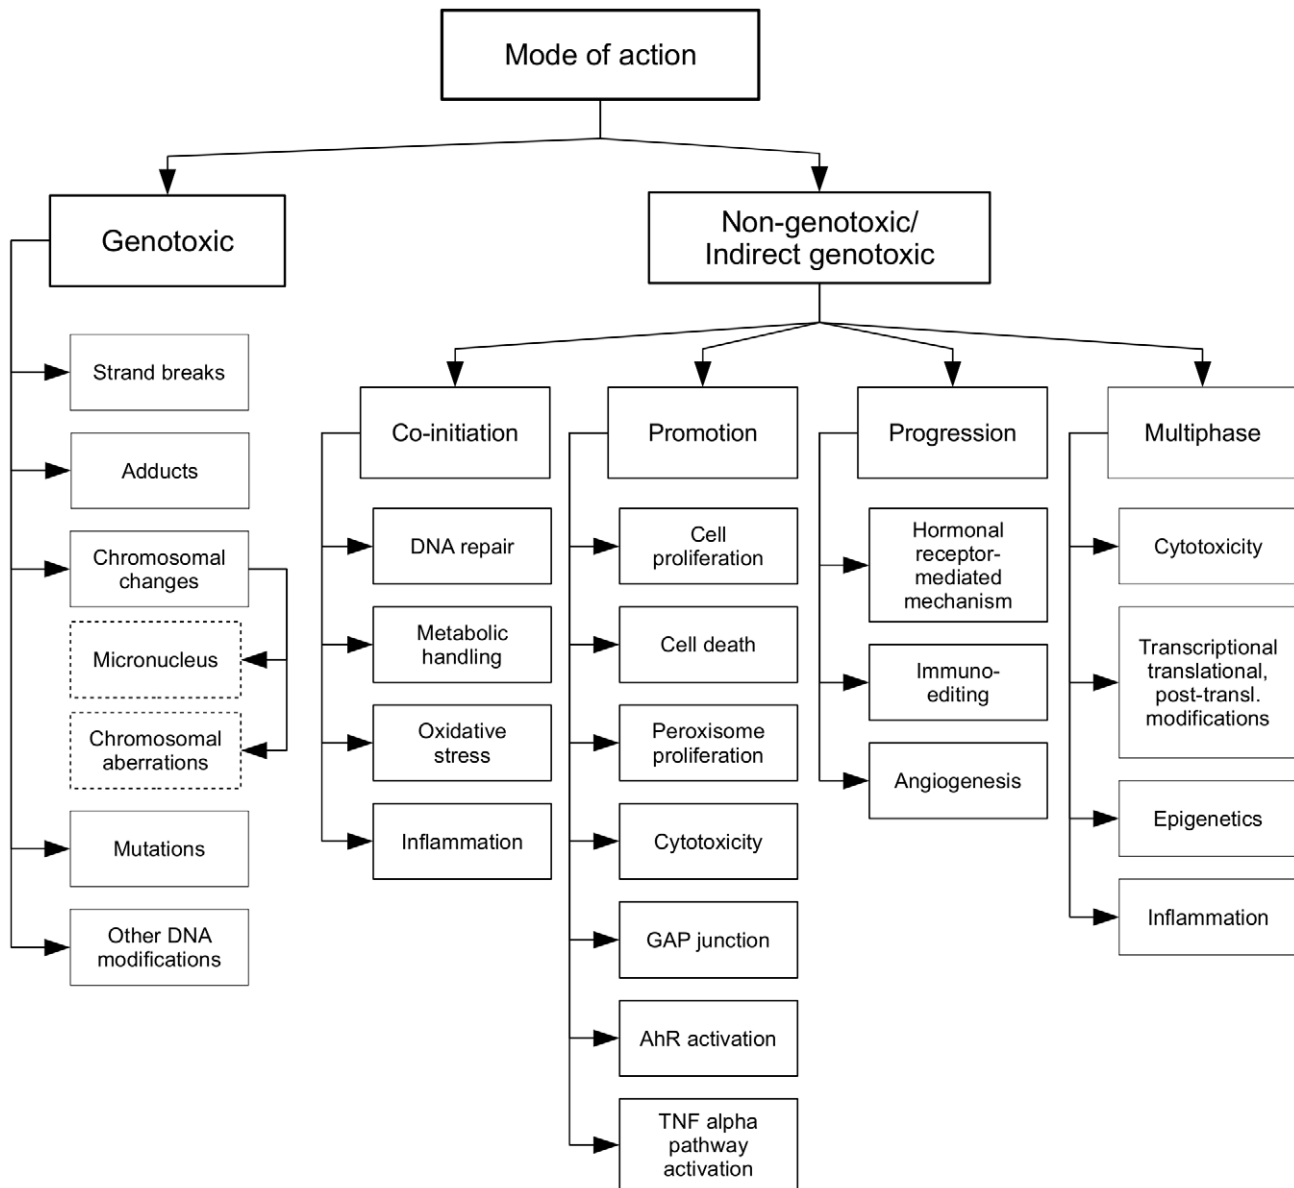 Mode of action
Genotoxic
Non-genotoxic/
Indirect genotoxic
Strand breaks
Adducts
Chromosomal
changes
Micronucleus
Chromosomal
aberrations
Mutations
Other DNA
modifications
Co-initiation
DNA repair
Metabolic
handling
Oxidative
stress
Inflammation
Promotion
Cell
proliferation
Cell death
Peroxisome
proliferation
Cytotoxicity
GAP junction
AhR activation
TNF alpha
pathway
activation
Progression
Hormonal
receptor-
mediated
mechanism
Immuno-
editing
Angiogenesis
Multiphase
Cytotoxicity
Transcriptional
translational,
post-transl.
modifications
Epigenetics
Inflammation